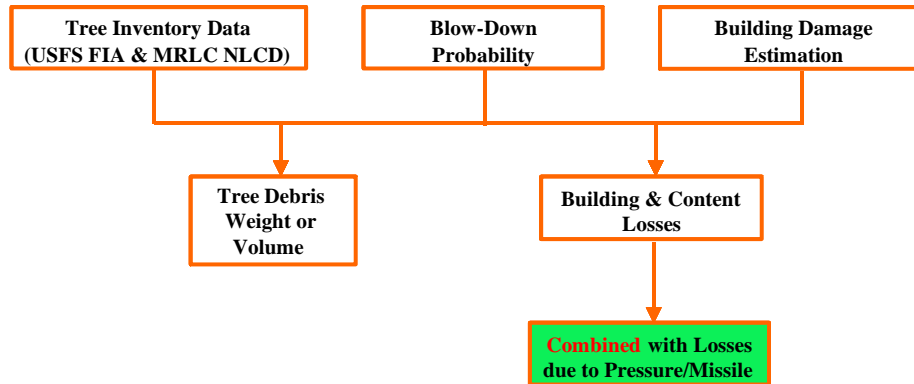 Tree Inventory Data
(USFS FIA & MRLC NLCD)
Blow-Down
Probability
Building Damage
Estimation
Tree Debris
Weight or
Volume
Building & Content
Losses
Combined with Losses
due to Pressure/Missile